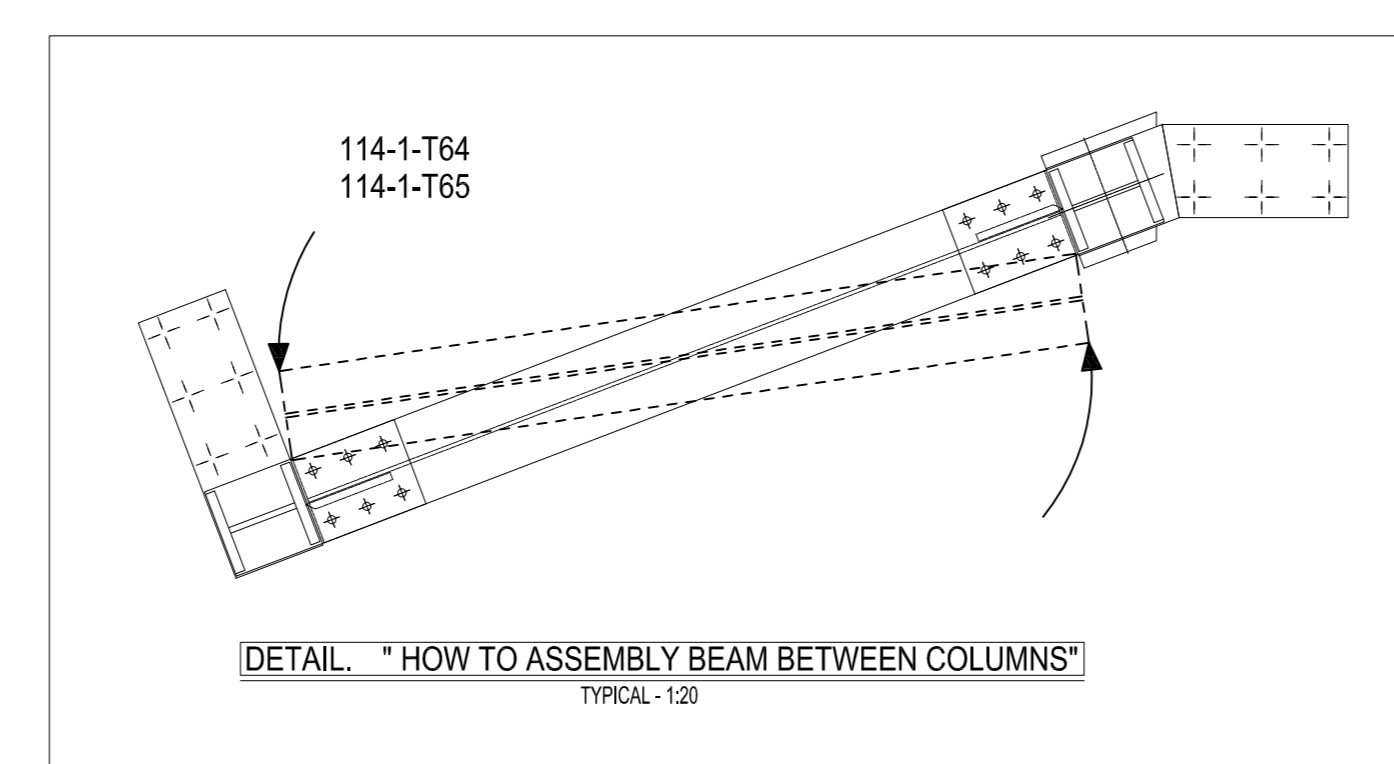 114-1-T64
114-1-T65
DETAIL. " HOW TO ASSEMBLY BEAM BETWEEN COLUMNS"
TYPICAL - 1:20